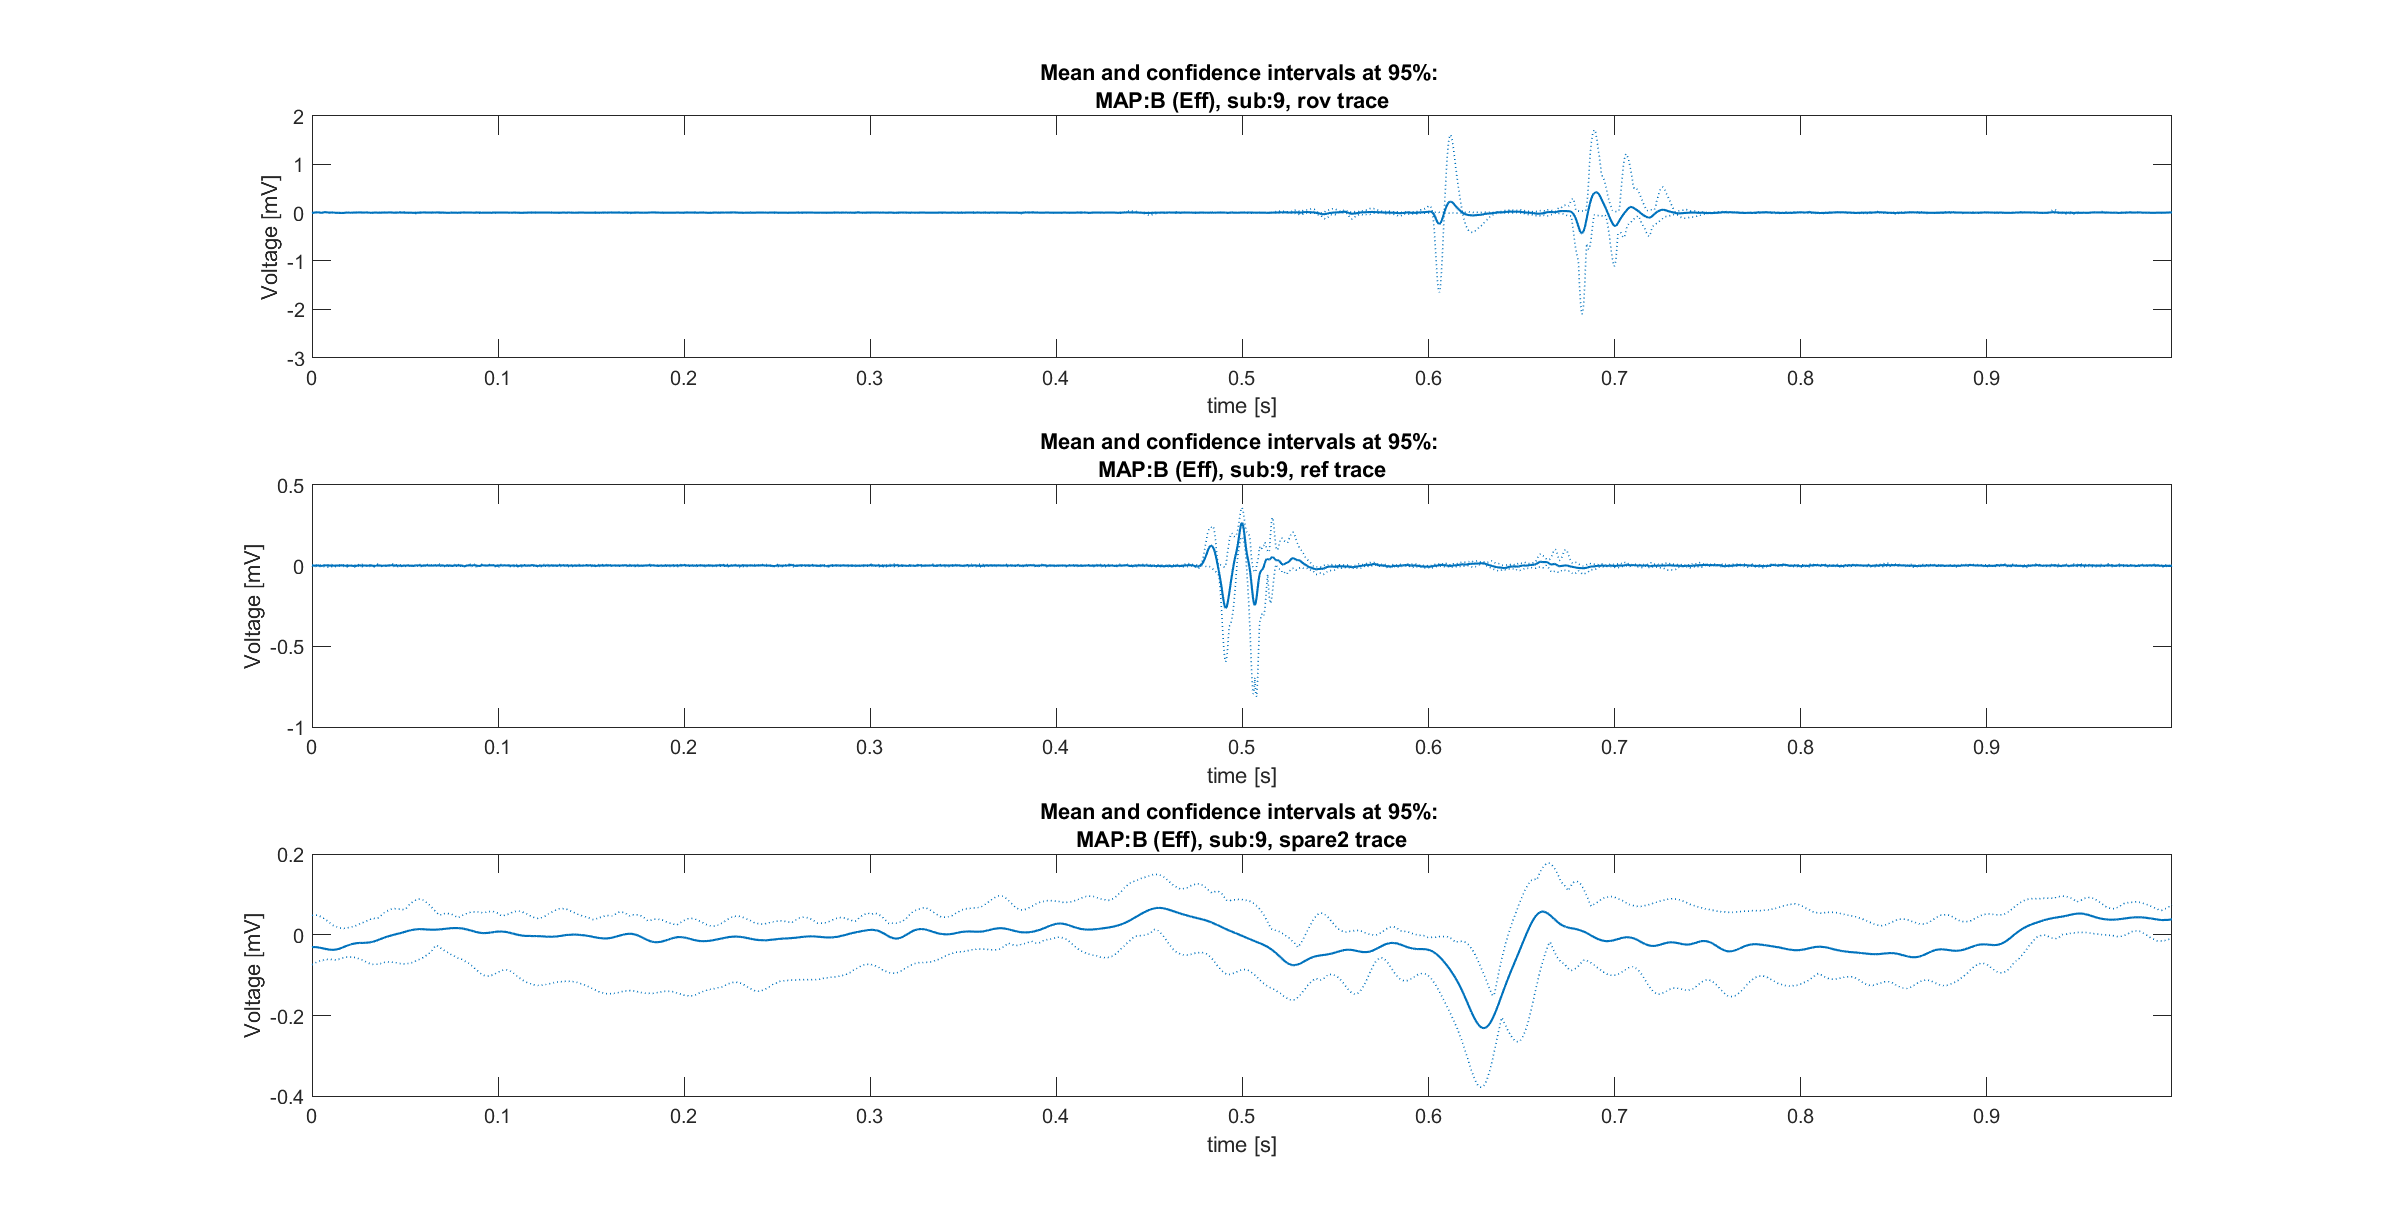 Mean and confidence intervals at 95%:
MAP:B (Eff), sub:9, rov trace
2
1
0
-1
-2
-3
Voltage [mV]
0 0.1 0.2 0.3 0.4 0.5 0.6 0.7 0.8 0.9
time [s]
Mean and confidence intervals at 95%:
MAP:B (Eff), sub:9, ref trace
0.5
0
-0.5
-1
Voltage [mV]
0 0.1 0.2 0.3 0.4 0.5 0.6 0.7 0.8 0.9
time [s]
Mean and confidence intervals at 95%:
MAP:B (Eff), sub:9, spare2 trace
0.2
0
-0.2
-0.4
Voltage [mV]
0 0.1 0.2 0.3 0.4 0.5 0.6 0.7 0.8 0.9
time [s]